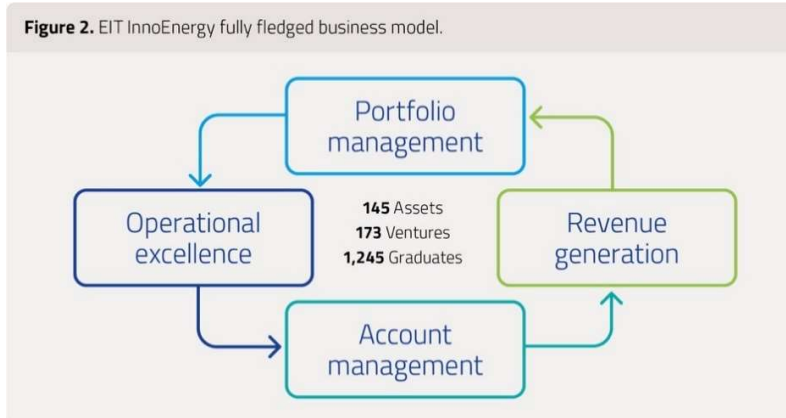 Figure 2. EIT InnoEnergy fully fledged business model.
Portfolio
management
Operational
excellence
145 Assets
173 Ventures
1,245 Graduates
Revenue
generation
Account
management